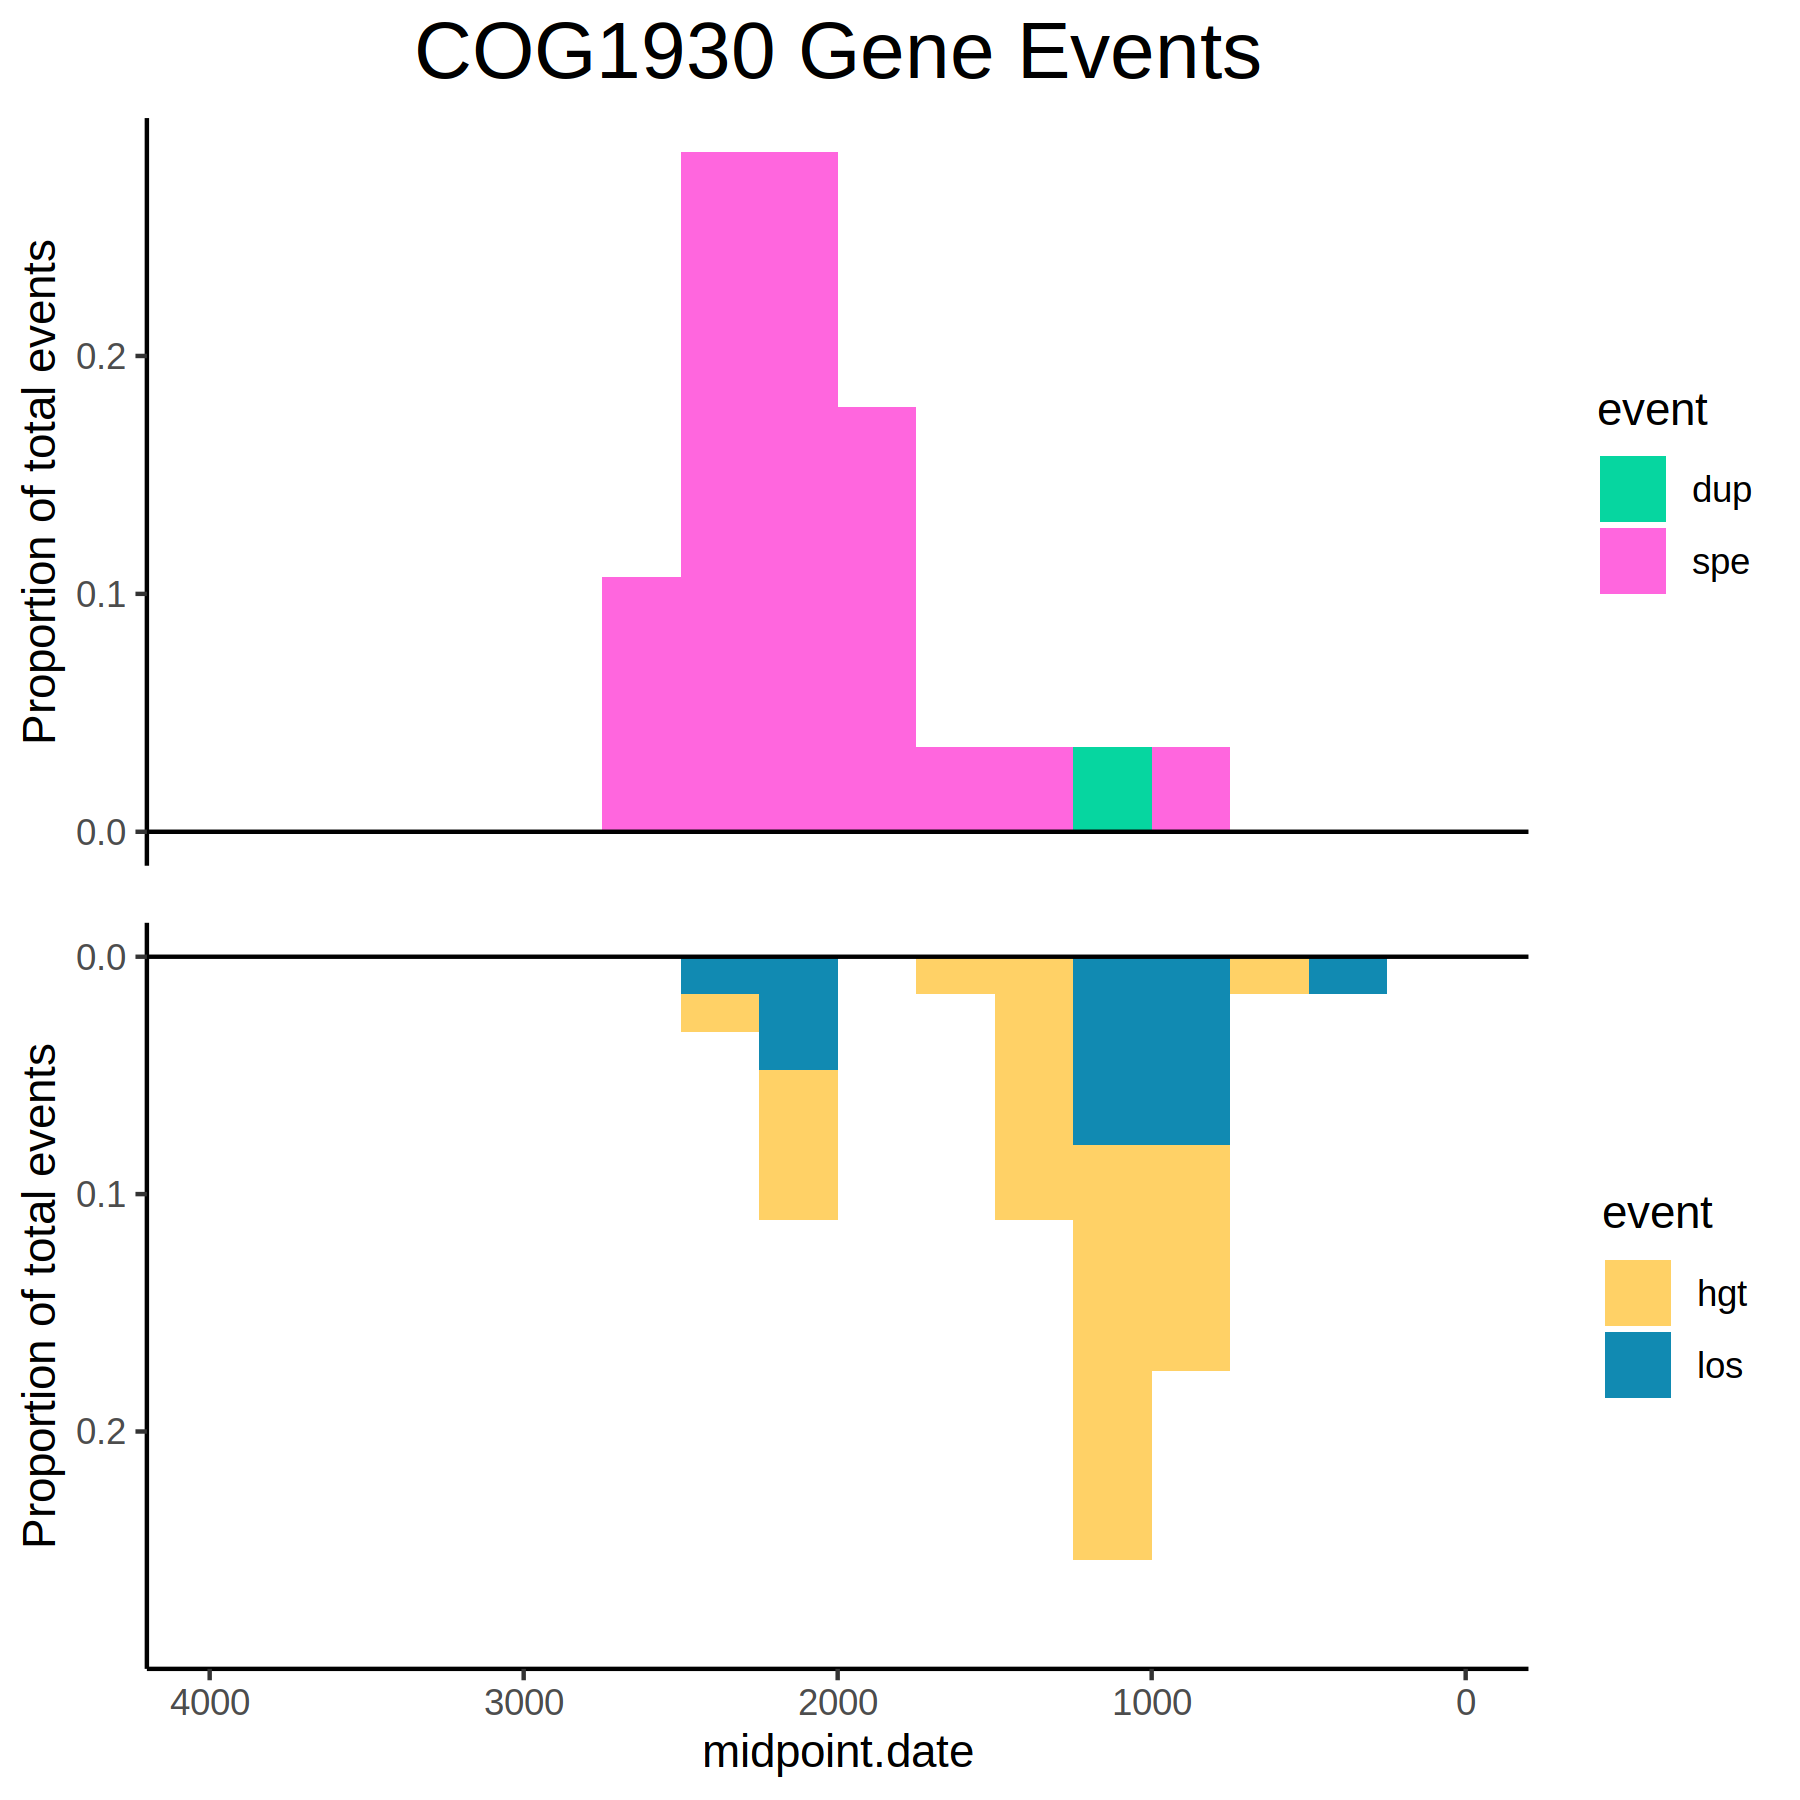 COG1930 Gene Events
Proportion of total events
0.2
0.1
0.0
event
dup
spe
Proportion of total events
0.0
0.1
0.2
event
hgt
los
4000 3000 2000 1000 0
midpoint.date